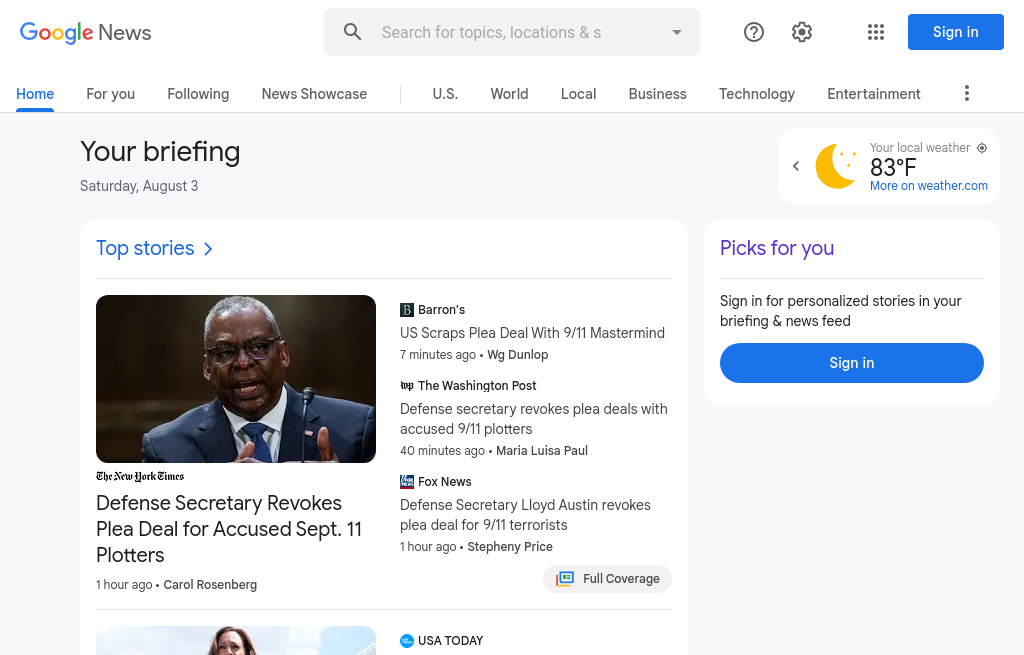 Google News
Search for topics, locations & s
Sign in
Home
For you
Following
News Showcase
U.S.
World
Local
Business
Technology
Entertainment
Your briefing
Saturday, August 3
Your local weather
83°F
More on weather.com
Top stories
The New York Times
Defense Secretary Revokes
Plea Deal for Accused Sept. 11
Plotters
1 hour ago • Carol Rosenberg
B Barron's
US Scraps Plea Deal With 9/11 Mastermind
7 minutes ago • Wg Dunlop
wp The Washington Post
Defense secretary revokes plea deals with
accused 9/11 plotters
40 minutes ago • Maria Luisa Paul
Fox News
Defense Secretary Lloyd Austin revokes
plea deal for 9/11 terrorists
1 hour ago • Stepheny Price
Full Coverage
USA TODAY
Picks for you
Sign in for personalized stories in your
briefing & news feed
Sign in